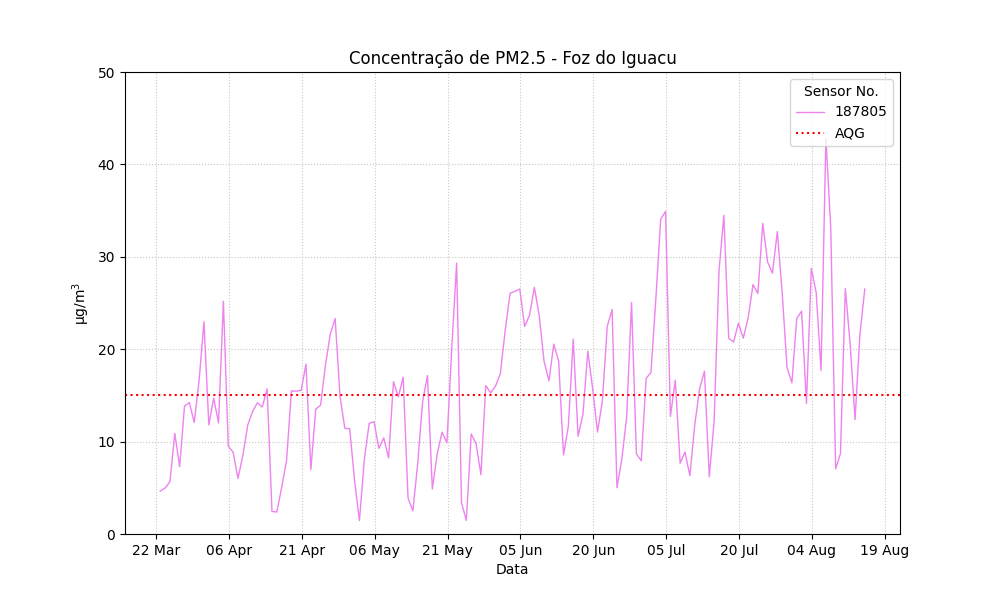 Concentração de PM2.5 - Foz do Iguacu
50
40
30
20
10
0
µg/m³
Sensor No.
187805
AQG
22 Mar 06 Apr 21 Apr 06 May 21 May 05 Jun 20 Jun 05 Jul 20 Jul 04 Aug 19 Aug
Data